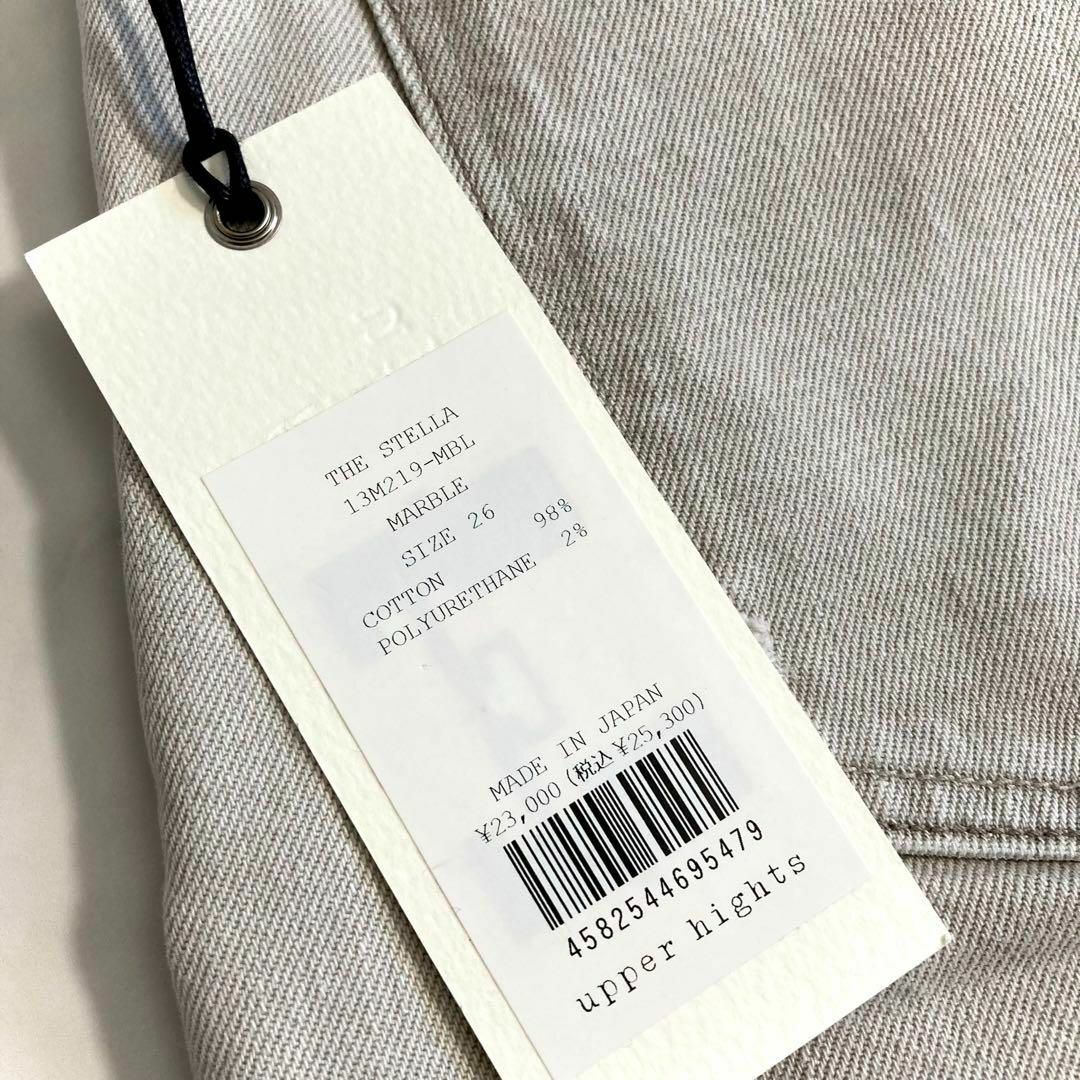 THE STELLA
13M219-MBL
MARBLE
SIZE 26
COTTON 98%
POLYURETHANE 2%
MADE IN JAPAN
¥23,000(税込¥25,300)
4582544695479
upper hights